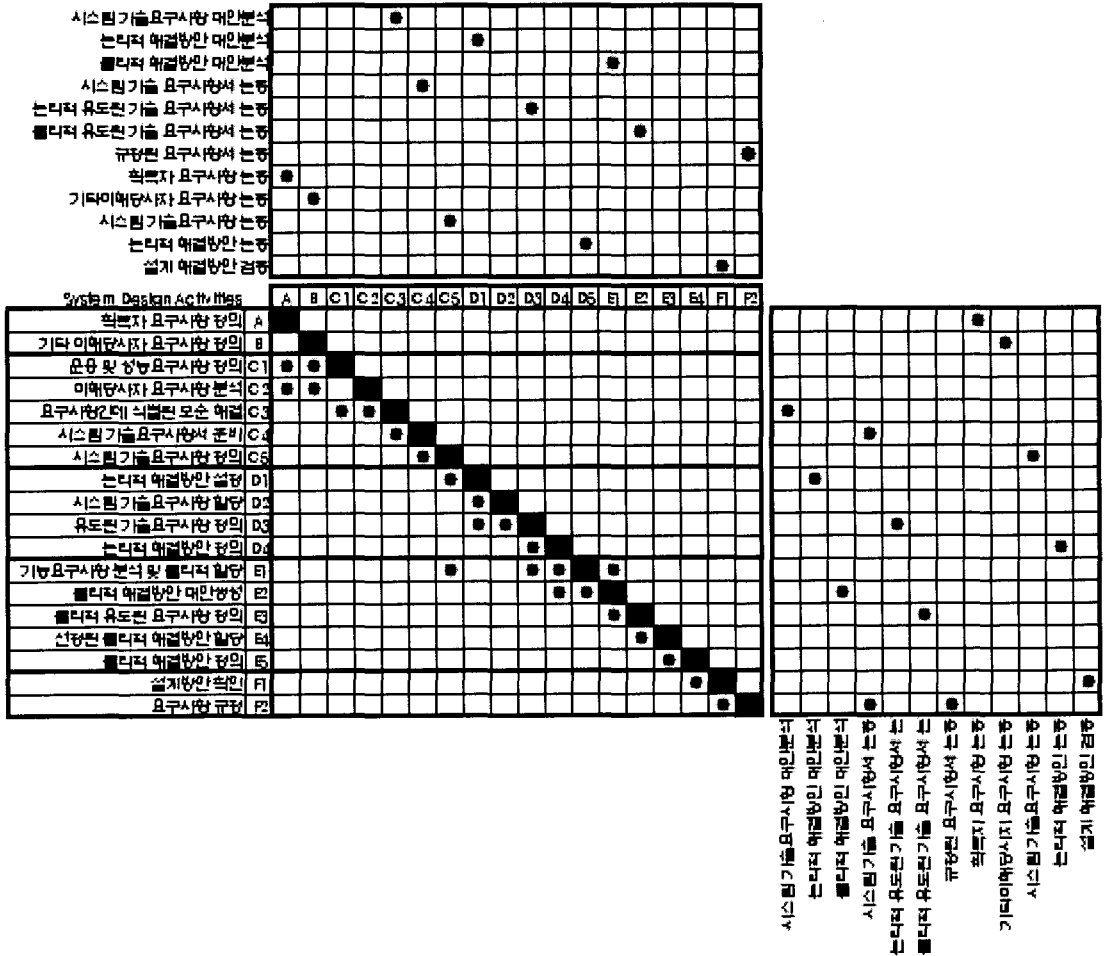 시스템 기술요구사항 대안분석
논리적 해결방안 대안분석
물리적 해결방안 대안분석
시스템 기술 요구사항서 논증
논리적 유도된 기술 요구사항서 논증
물리적 유도된 기술 요구사항서 논증
규정된 요구사항서 논증
획득자 요구사항 논증
기타이해당사자 요구사항 논증
시스템 기술요구사항 논증
논리적 해결방안 논증
설계 해결방안 검증
System Design Activities A B C1 C2 C3 C4 C5 D1 D2 D3 D4 D5 E1 E2 E3 E4 F1 F2
획득자 요구사항 정의 A
기타 이해당사자 요구사항 정의 B
운용 및 성능요구사항 정의 C1
이해당사자 요구사항 분석 C2
요구사항간에 식별된 모순 해결 C3
시스템 기술요구사항서 준비 C4
시스템 기술요구사항 정의 C5
논리적 해결방안 설정 D1
시스템 기술요구사항 할당 D2
유도된 기술 요구사항 정의 D3
논리적 해결방안 정의 D4
기능요구사항 분석 및 물리적 할당 E1
물리적 해결방안 대안생성 E2
물리적 유도된 요구사항 정의 E3
선정된 물리적 해결방안 할당 E4
물리적 해결방안 정의 E5
설계방안 확인 F1
요구사항 규정 F2
시스템 기술요구사항 대안분석
논리적 해결방안 대안분석
물리적 해결방안 대안분석
시스템 기술 요구사항서 논증
논리적 유도된 기술 요구사항서 논
물리적 유도된 기술 요구사항서 논
규정된 요구사항서 논증
획득자 요구사항 논증
기타이해당사자 요구사항 논증
시스템 기술요구사항 논증
논리적 해결방안 논증
설계 해결방안 검증